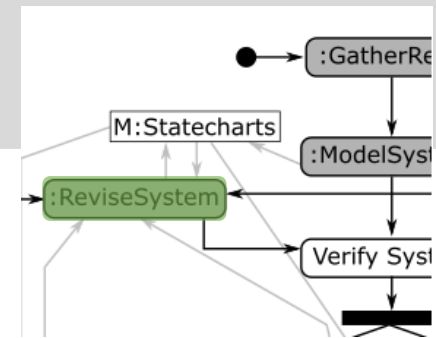 :GatherRe
M:Statecharts
:ModelSyst
:ReviseSystem
Verify Syst